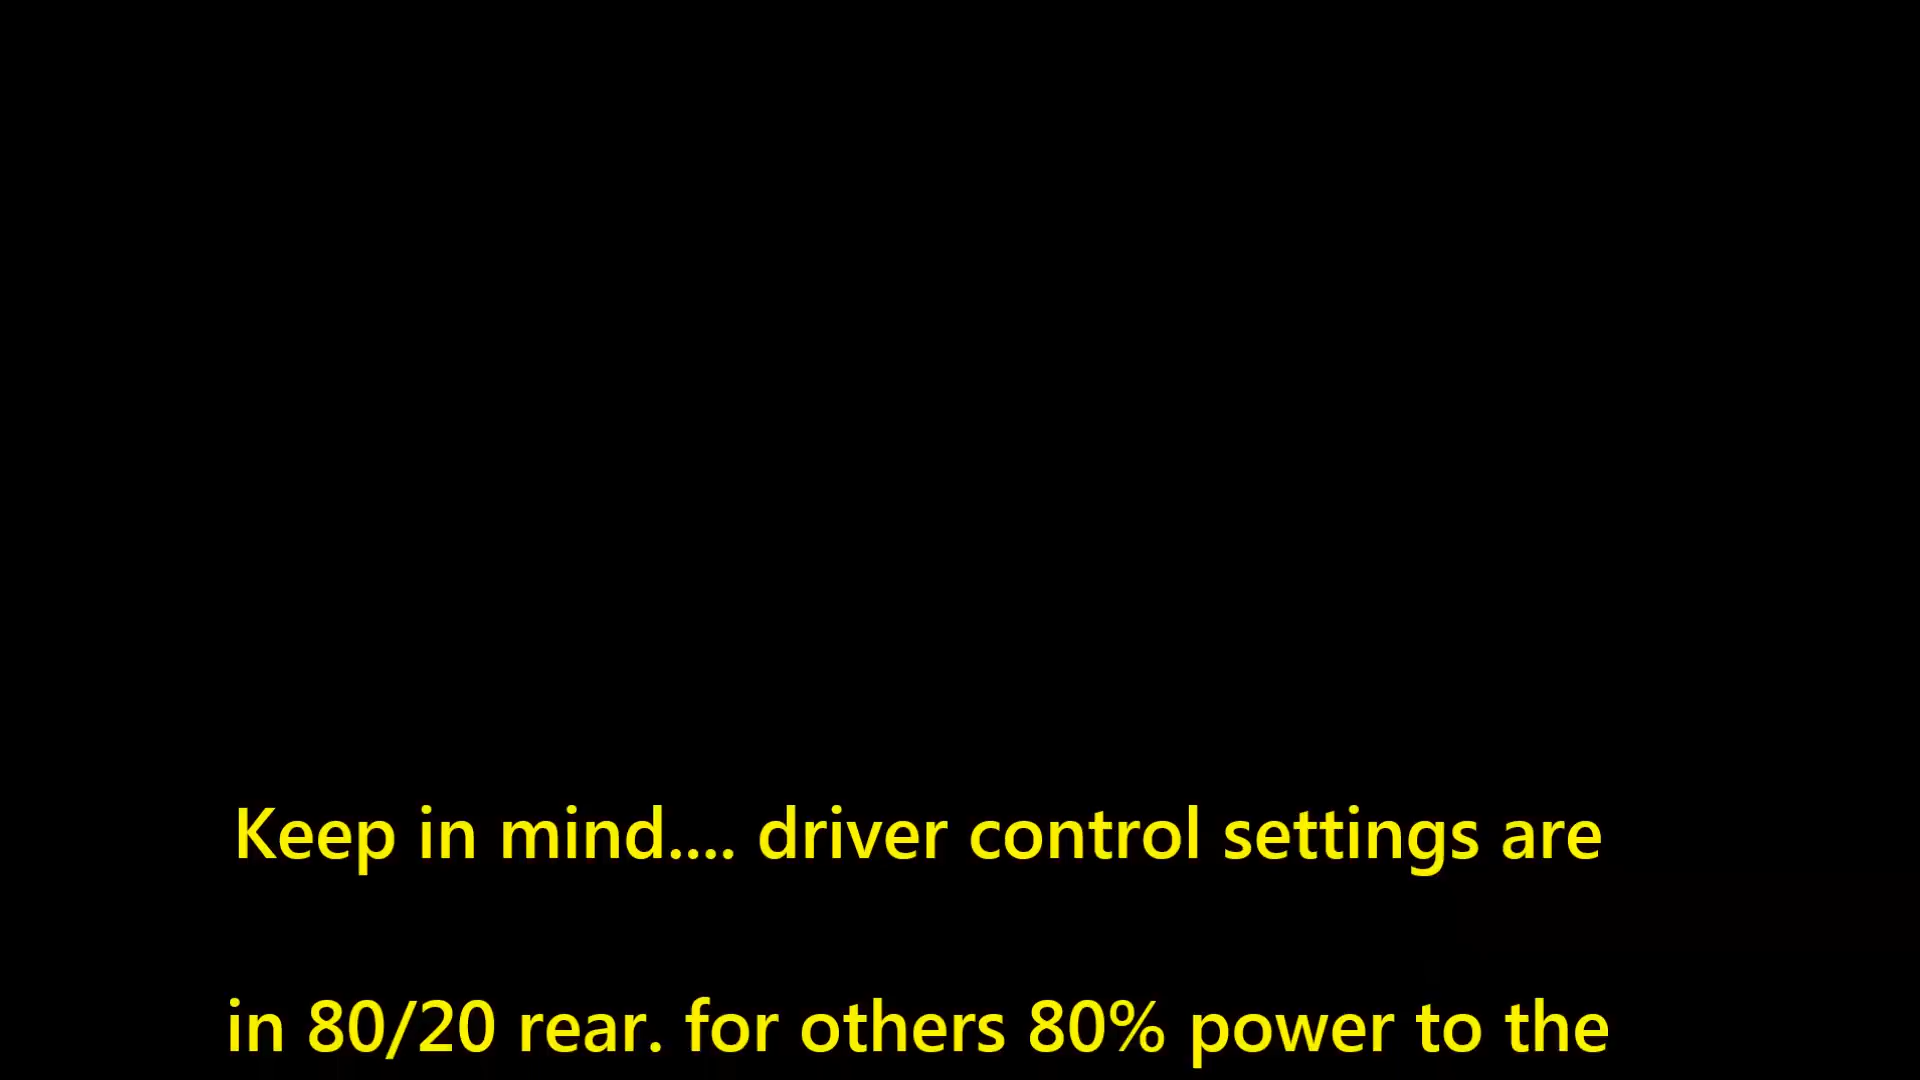 Keep in mind.... driver control settings are
in 80/20 rear. for others 80% power to the